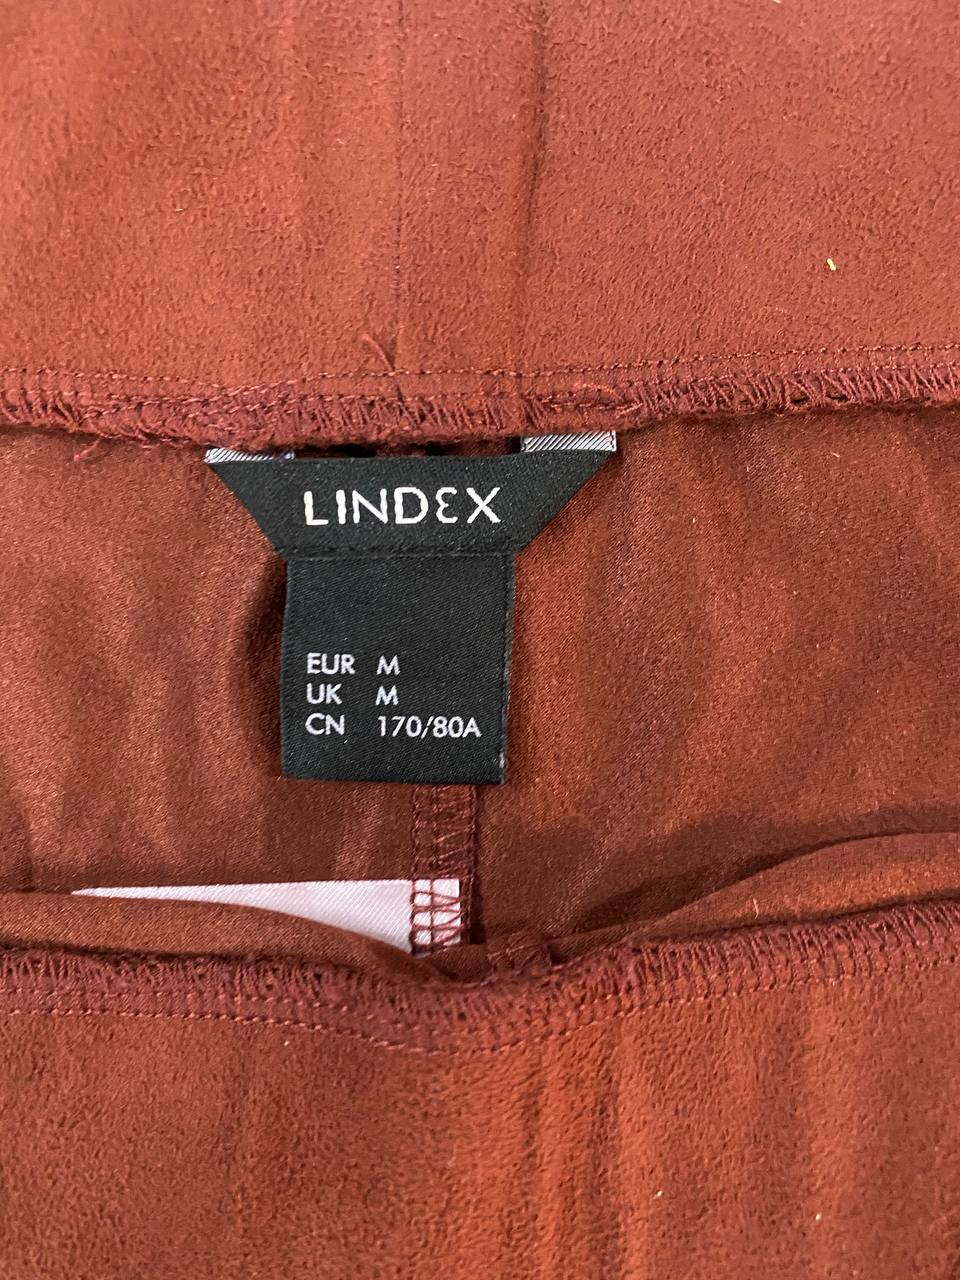 LINDEX
EUR M
UK M
CN 170/80A